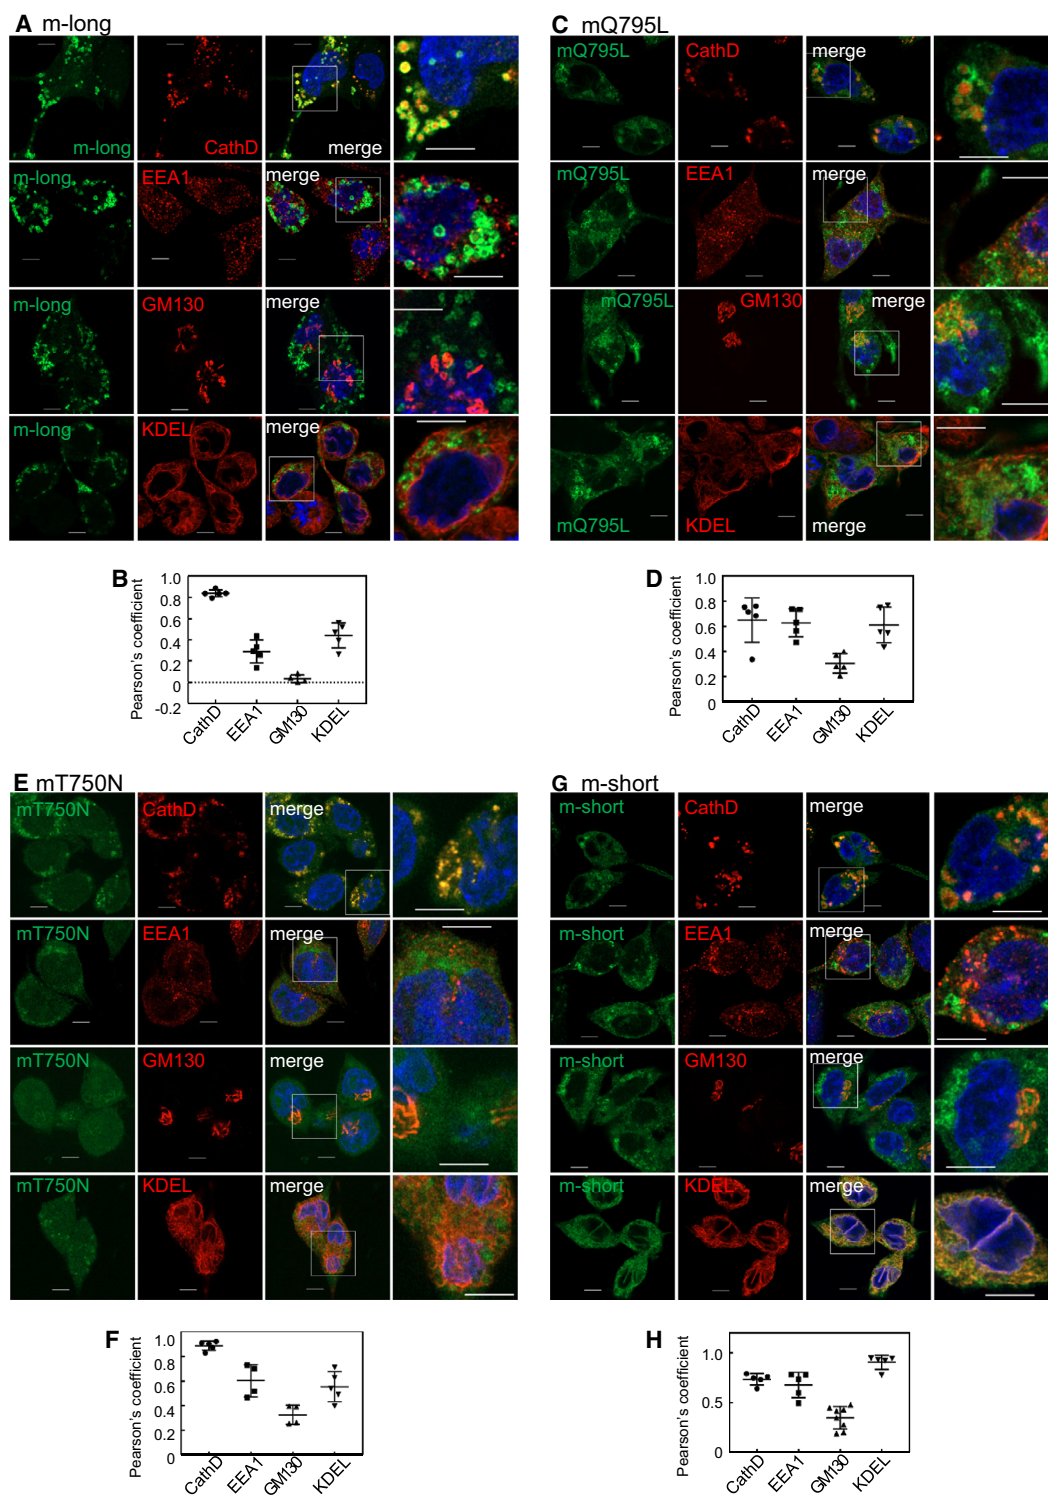 A m-long
m-long
CathD
merge
m-long
EEA1
merge
m-long
GM130
merge
m-long
KDEL
merge
B
Pearson's coefficient
1.0
0.8
0.6
0.4
0.2
0
-0.2
CathD
EEA1
GM130
KDEL
C mQ795L
mQ795L
CathD
merge
mQ795L
EEA1
merge
mQ795L
GM130
merge
mQ795L
KDEL
merge
D
Pearson's coefficient
1.0
0.8
0.6
0.4
0.2
0
CathD
EEA1
GM130
KDEL
E mT750N
mT750N
CathD
merge
mT750N
EEA1
merge
mT750N
GM130
merge
mT750N
KDEL
merge
F
Pearson's coefficient
1.0
0.8
0.6
0.4
0.2
0
CathD
EEA1
GM130
KDEL
G m-short
m-short
CathD
merge
m-short
EEA1
merge
m-short
GM130
merge
m-short
KDEL
merge
H
Pearson's coefficient
1.0
0.5
0
CathD
EEA1
GM130
KDEL